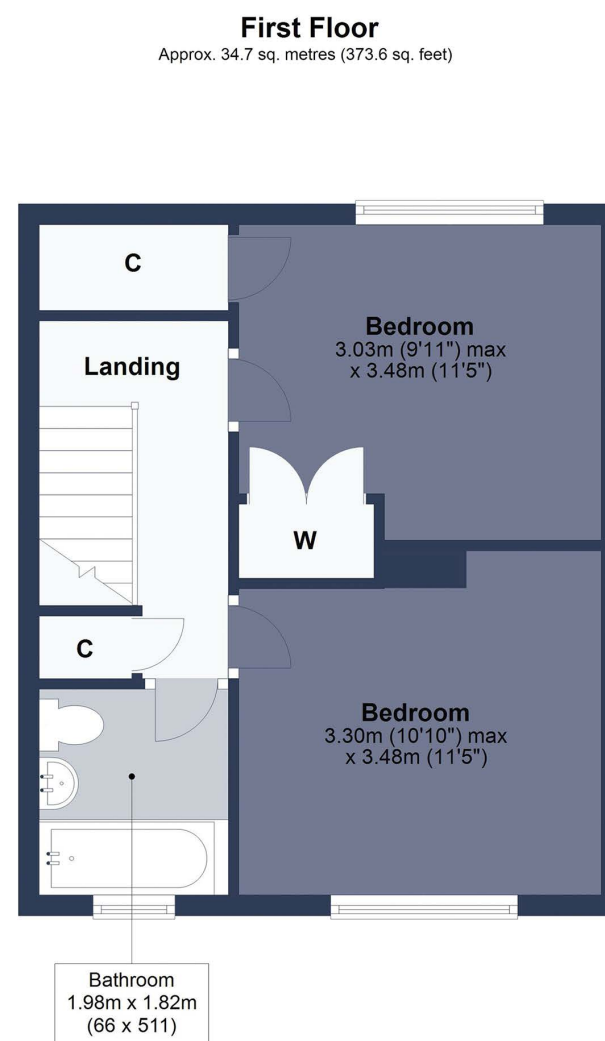 First Floor
Approx. 34.7 sq. metres (373.6 sq. feet)
C
Landing
Bedroom
3.03m (9'11") max
x 3.48m (11'5")
W
C
Bedroom
3.30m (10'10") max
x 3.48m (11'5")
Bathroom
1.98m x 1.82m
(66 x 511)